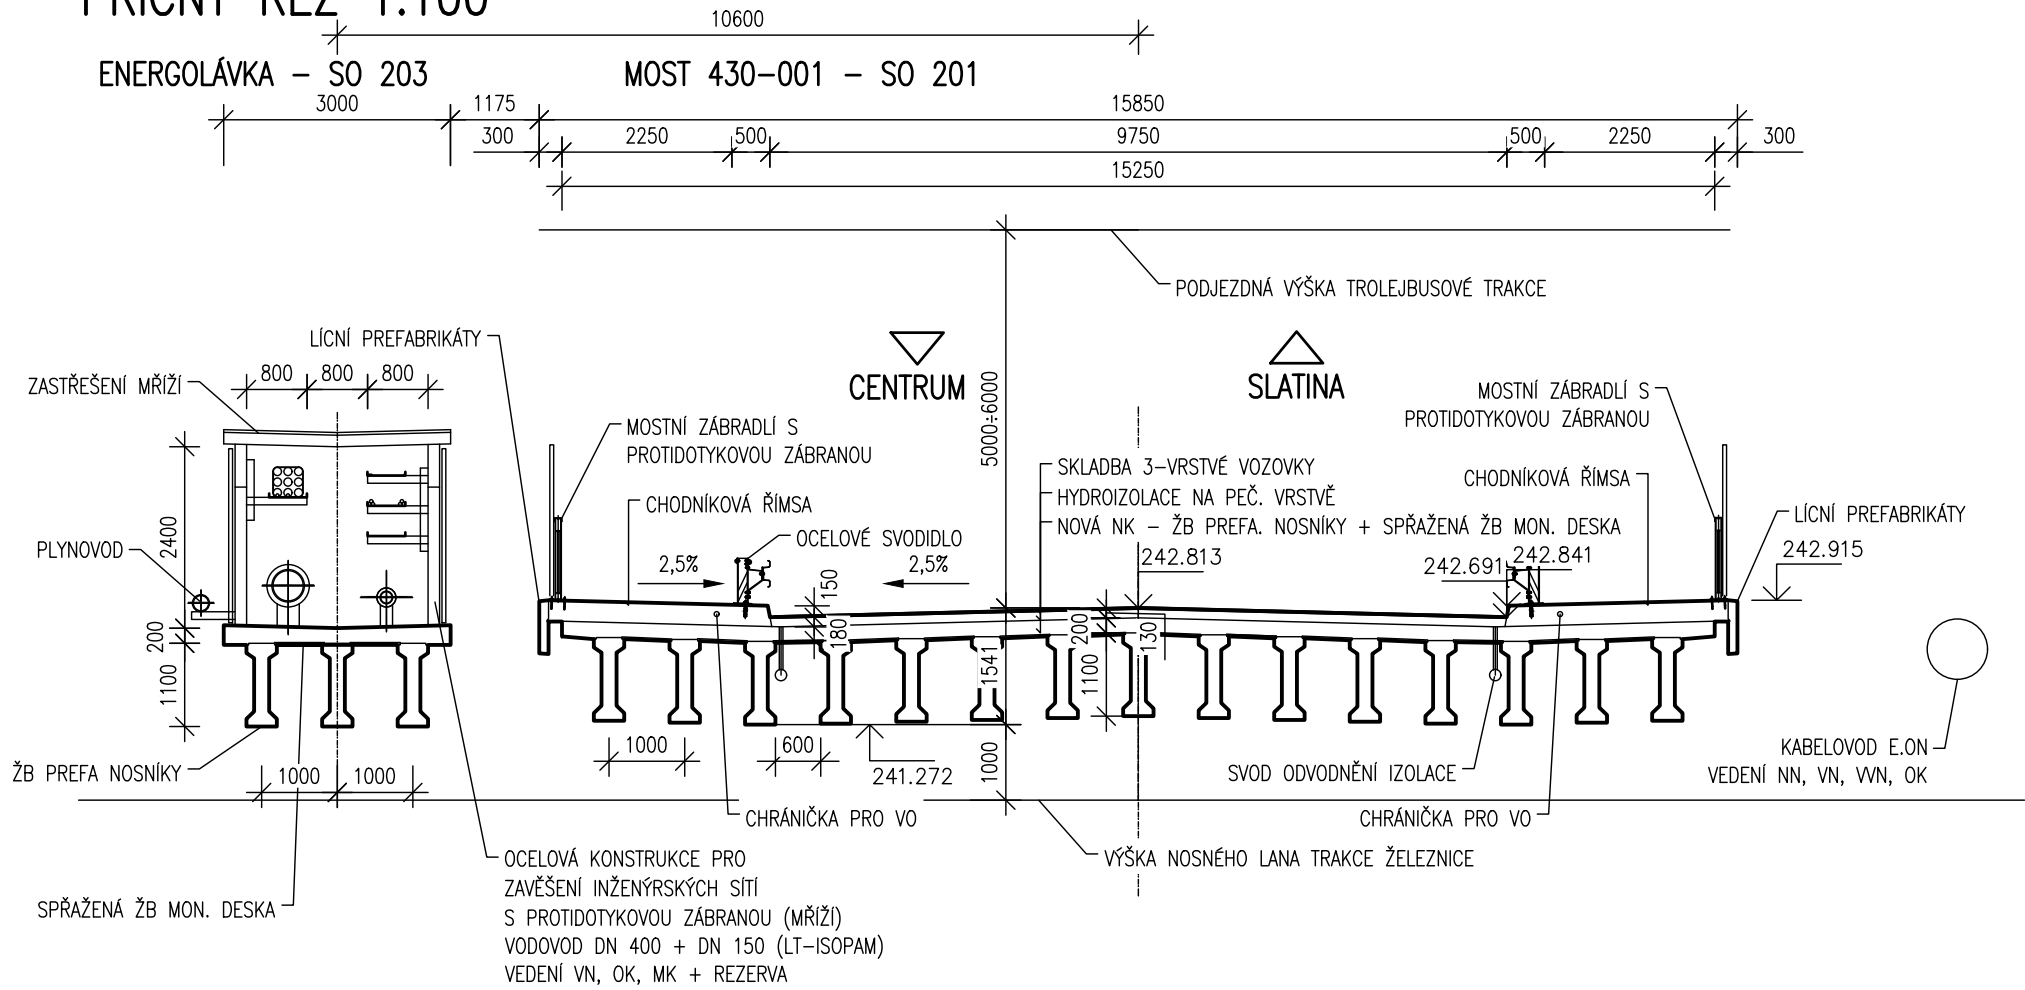 PŘÍČNÝ ŘEZ 1:100
10600
ENERGOLÁVKA – SO 203
MOST 430-001 – SO 201
3000
1175
15850
300
2250
500
9750
500
2250
300
15250
PODJEZDNÁ VÝŠKA TROLEJBUSOVÉ TRAKCE
LÍCNÍ PREFABRIKÁTY
CENTRUM
SLATINA
ZASTŘEŠENÍ MŘÍŽÍ
800
800
800
MOSTNÍ ZÁBRADLÍ S
PROTIDOTYKOVOU ZÁBRANOU
5000÷6000
MOSTNÍ ZÁBRADLÍ S
PROTIDOTYKOVOU ZÁBRANOU
SKLADBA 3-VRSTVÉ VOZOVKY
HYDROIZOLACE NA PEČ. VRSTVĚ
NOVÁ NK – ŽB PREFA. NOSNÍKY + SPŘAŽENÁ ŽB MON. DESKA
CHODNÍKOVÁ ŘÍMSA
CHODNÍKOVÁ ŘÍMSA
LÍCNÍ PREFABRIKÁTY
OCELOVÉ SVODIDLO
PLYNOVOD
2400
2,5%
2,5%
242.813
242.691
242.841
242.915
150
180
200
130
200
1100
1541
1100
1000
600
241.272
1000
ŽB PREFA NOSNÍKY
1000
1000
SVOD ODVODNĚNÍ IZOLACE
KABELOVOD E.ON
VEDENÍ NN, VN, VVN, OK
CHRÁNIČKA PRO VO
CHRÁNIČKA PRO VO
VÝŠKA NOSNÉHO LANA TRAKCE ŽELEZNICE
OCELOVÁ KONSTRUKCE PRO
ZAVĚŠENÍ INŽENÝRSKÝCH SÍTÍ
S PROTIDOTYKOVOU ZÁBRANOU (MŘÍŽÍ)
VODOVOD DN 400 + DN 150 (LT-ISOPAM)
VEDENÍ VN, OK, MK + REZERVA
SPŘAŽENÁ ŽB MON. DESKA